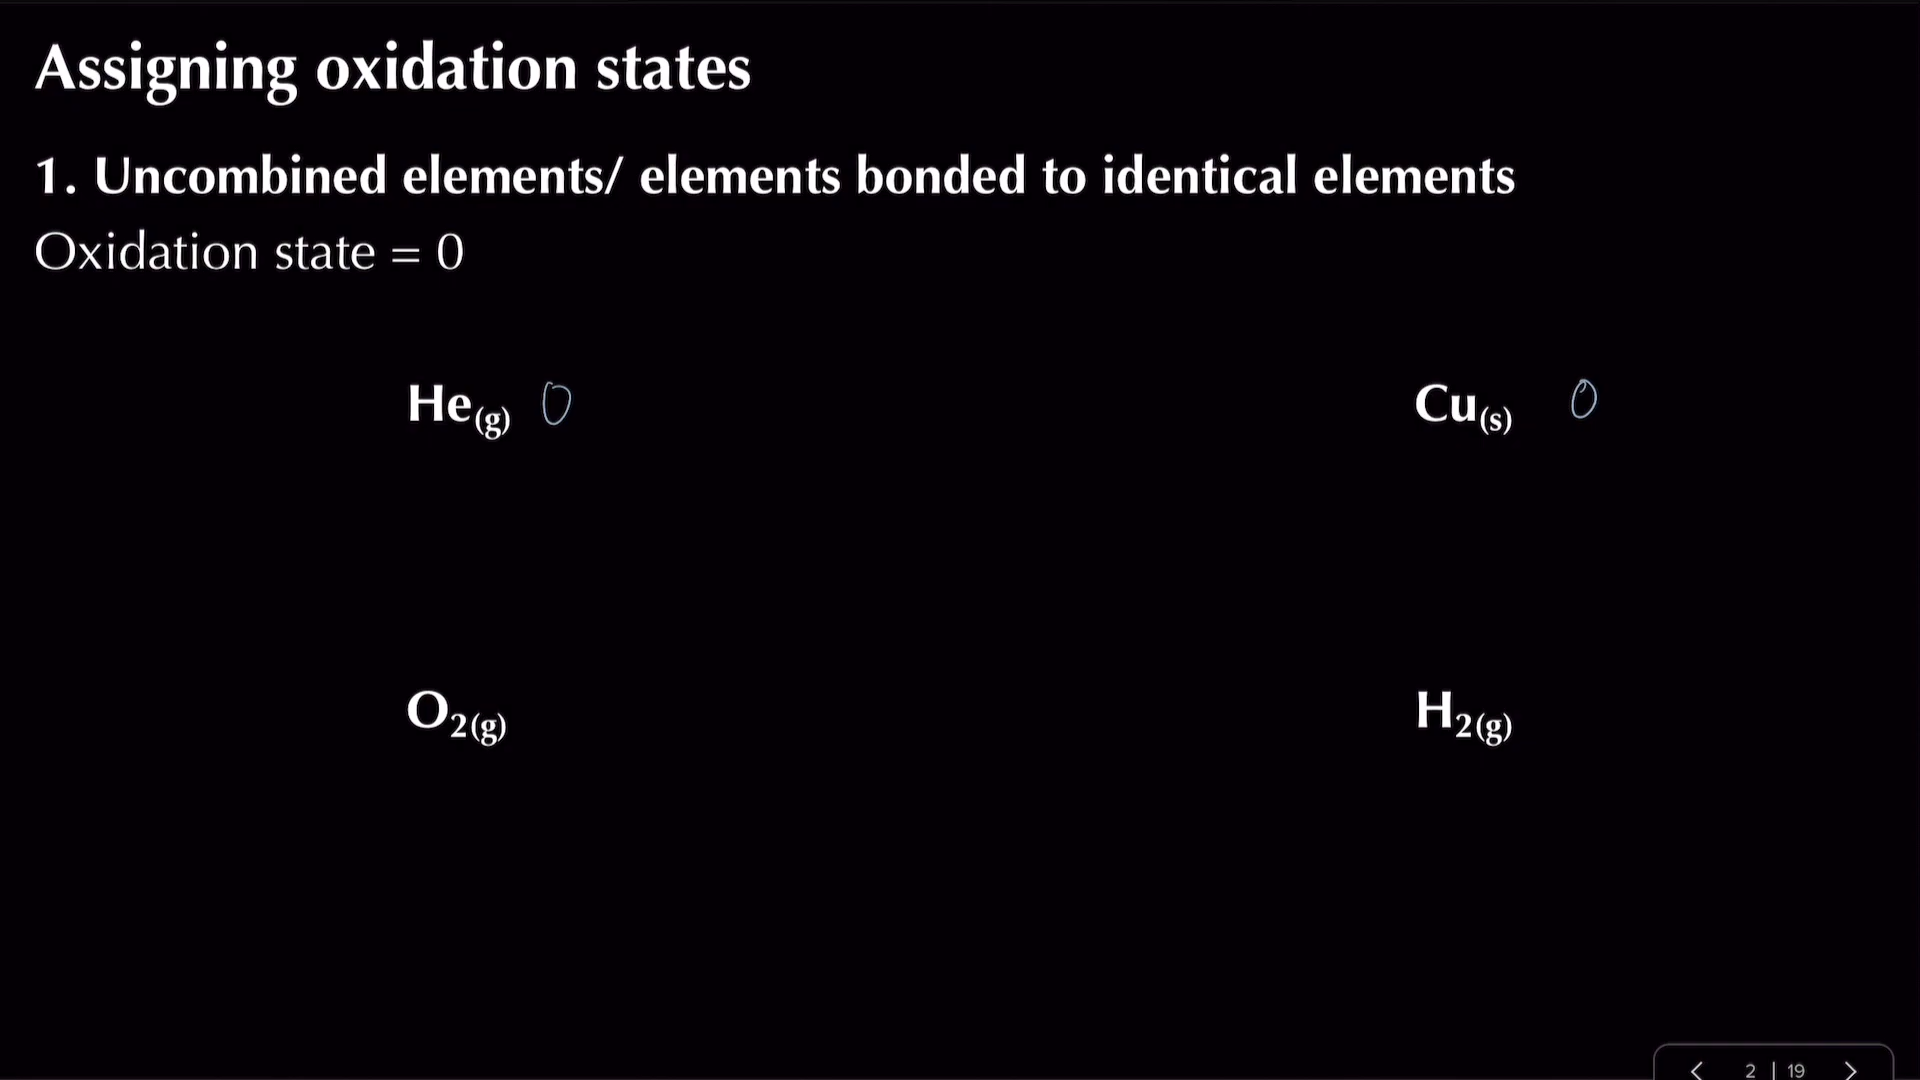 Assigning oxidation states
1. Uncombined elements/ elements bonded to identical elements
Oxidation state = 0
He(g) 0
Cu(s) 0
O2(g)
H2(g)
< 2 | 19 >